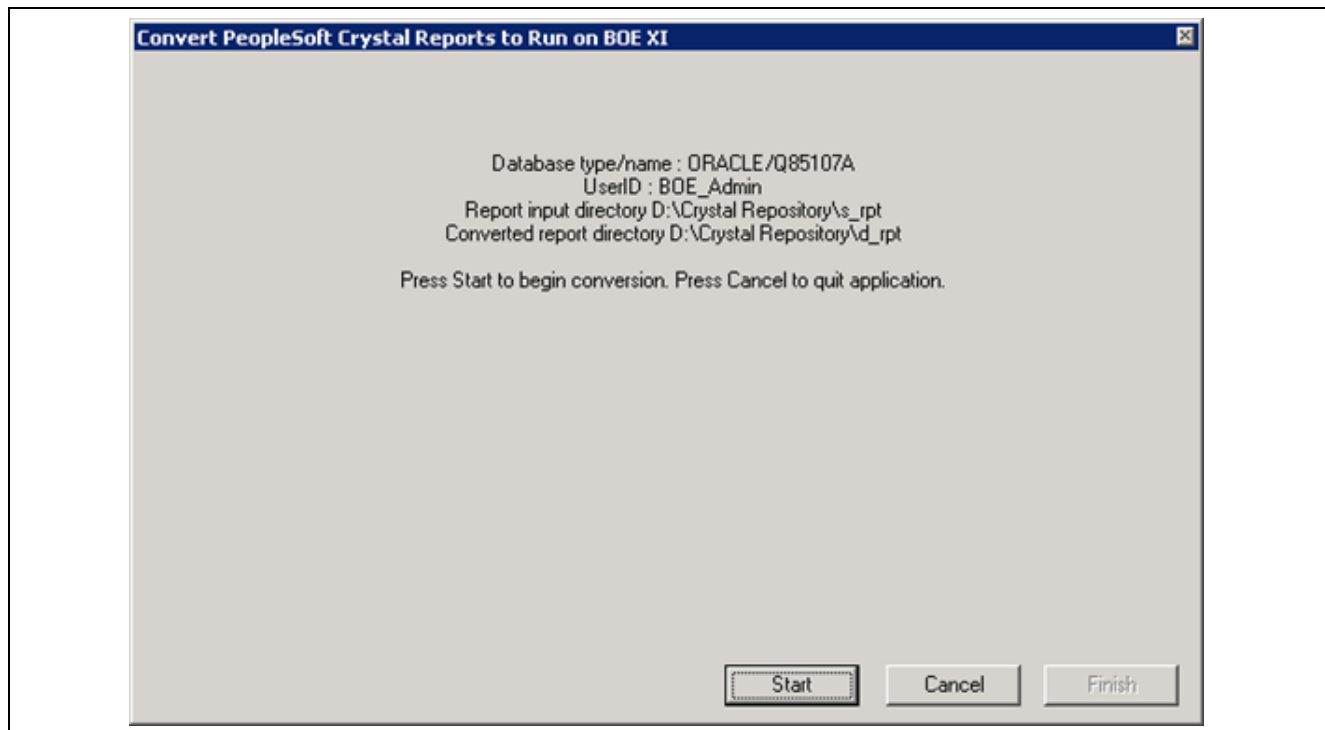 Convert PeopleSoft Crystal Reports to Run on BOE XI
Database type/name : ORACLE/Q85107A
UserID : BOE_Admin
Report input directory D:\Crystal Repository\s_rpt
Converted report directory D:\Crystal Repository\d_rpt
Press Start to begin conversion. Press Cancel to quit application.
Start Cancel Finish